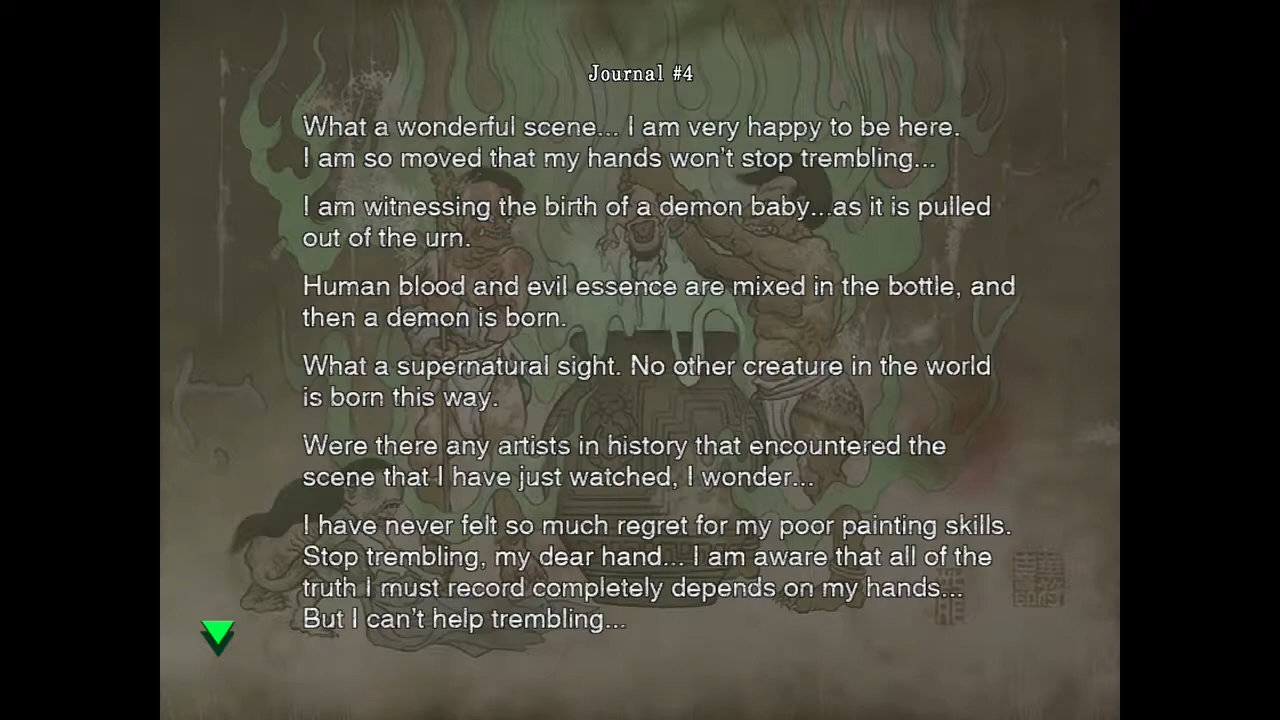 Journal #4
What a wonderful scene... I am very happy to be here.
I am so moved that my hands won't stop trembling...
I am witnessing the birth of a demon baby...as it is pulled
out of the urn.
Human blood and evil essence are mixed in the bottle, and
then a demon is born.
What a supernatural sight. No other creature in the world
is born this way.
Were there any artists in history that encountered the
scene that I have just watched, I wonder...
I have never felt so much regret for my poor painting skills.
Stop trembling, my dear hand... I am aware that all of the
truth I must record completely depends on my hands...
But I can't help trembling...